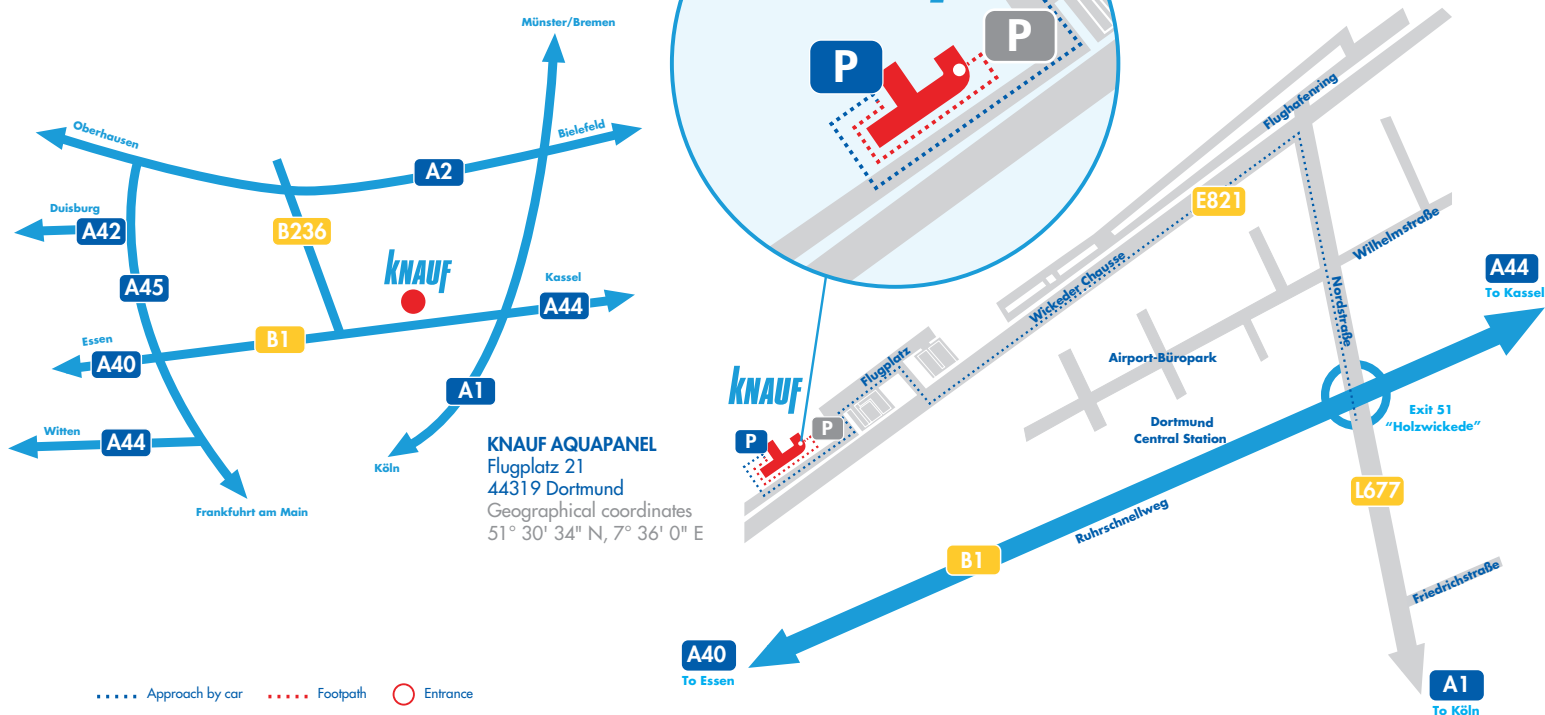 Münster/Bremen
Oberhausen
Bielefeld
A2
Duisburg
A42
B236
A45
KNAUF
Kassel
A44
B1
Essen
A40
A1
Witten
A44
Köln
Frankfuhrt am Main
KNAUF AQUAPANEL
Flugplatz 21
44319 Dortmund
Geographical coordinates
51° 30' 34" N, 7° 36' 0" E
Approach by car
Footpath
Entrance
P
P
Flughafenring
E821
Wickeder Chausse
Wilhelmstraße
Nordstraße
A44
To Kassel
Flugplatz
Airport-Büropark
KNAUF
P
P
Dortmund
Central Station
Exit 51
“Holzwickede”
L677
Ruhrschnellweg
B1
Friedrichstraße
A40
To Essen
A1
To Köln